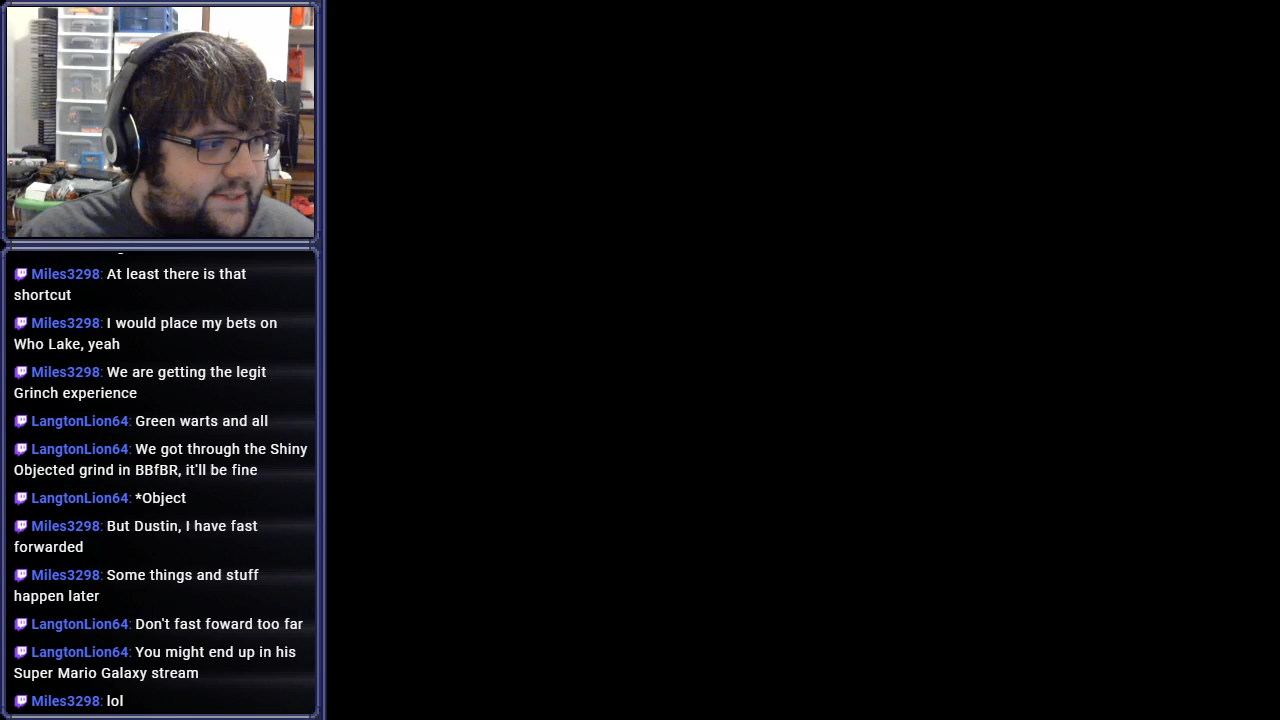 Miles3298: At least there is that
shortcut
Miles3298: I would place my bets on
Who Lake, yeah
Miles3298: We are getting the legit
Grinch experience
LangtonLion64: Green warts and all
LangtonLion64: We got through the Shiny
Objected grind in BBfBR, it'll be fine
LangtonLion64: *Object
Miles3298: But Dustin, I have fast
forwarded
Miles3298: Some things and stuff
happen later
LangtonLion64: Don't fast foward too far
LangtonLion64: You might end up in his
Super Mario Galaxy stream
Miles3298: lol